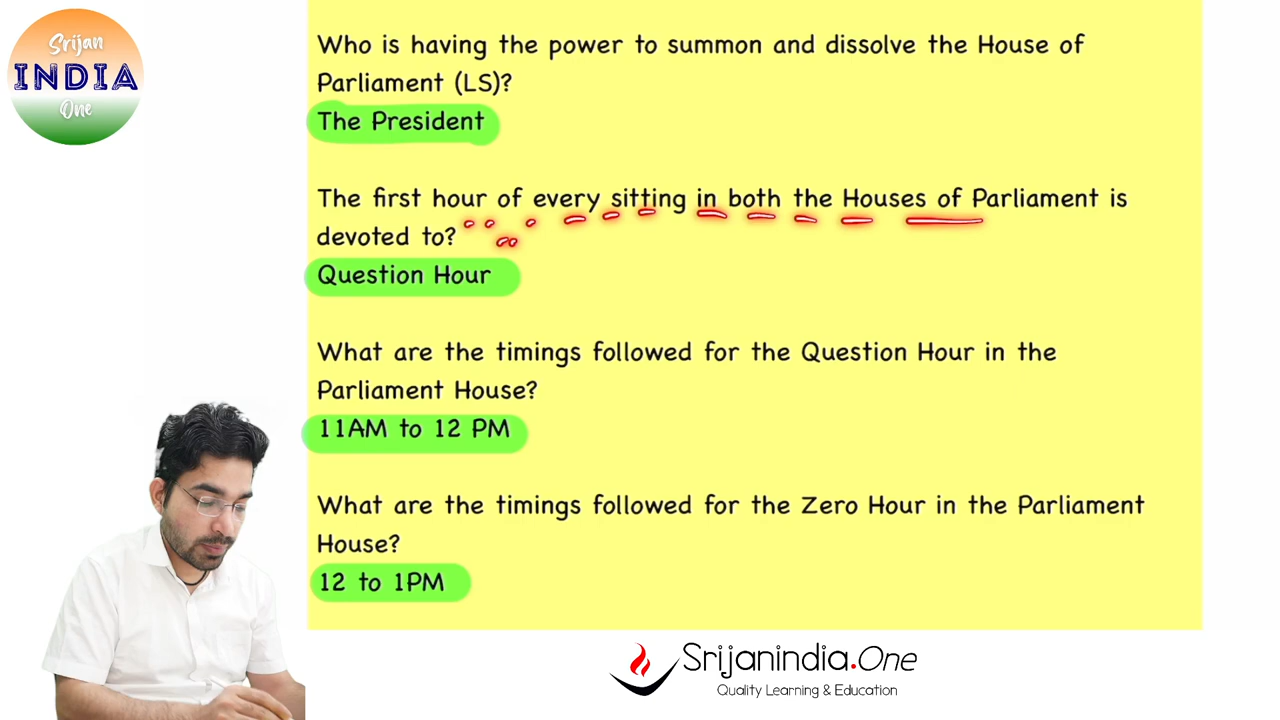 Srijan
INDIA
One
Who is having the power to summon and dissolve the House of
Parliament (LS)?
The President
The first hour of every sitting in both the Houses of Parliament is
devoted to?
Question Hour
What are the timings followed for the Question Hour in the
Parliament House?
11AM to 12 PM
What are the timings followed for the Zero Hour in the Parliament
House?
12 to 1PM
Srijanindia.One
Quality Learning & Education